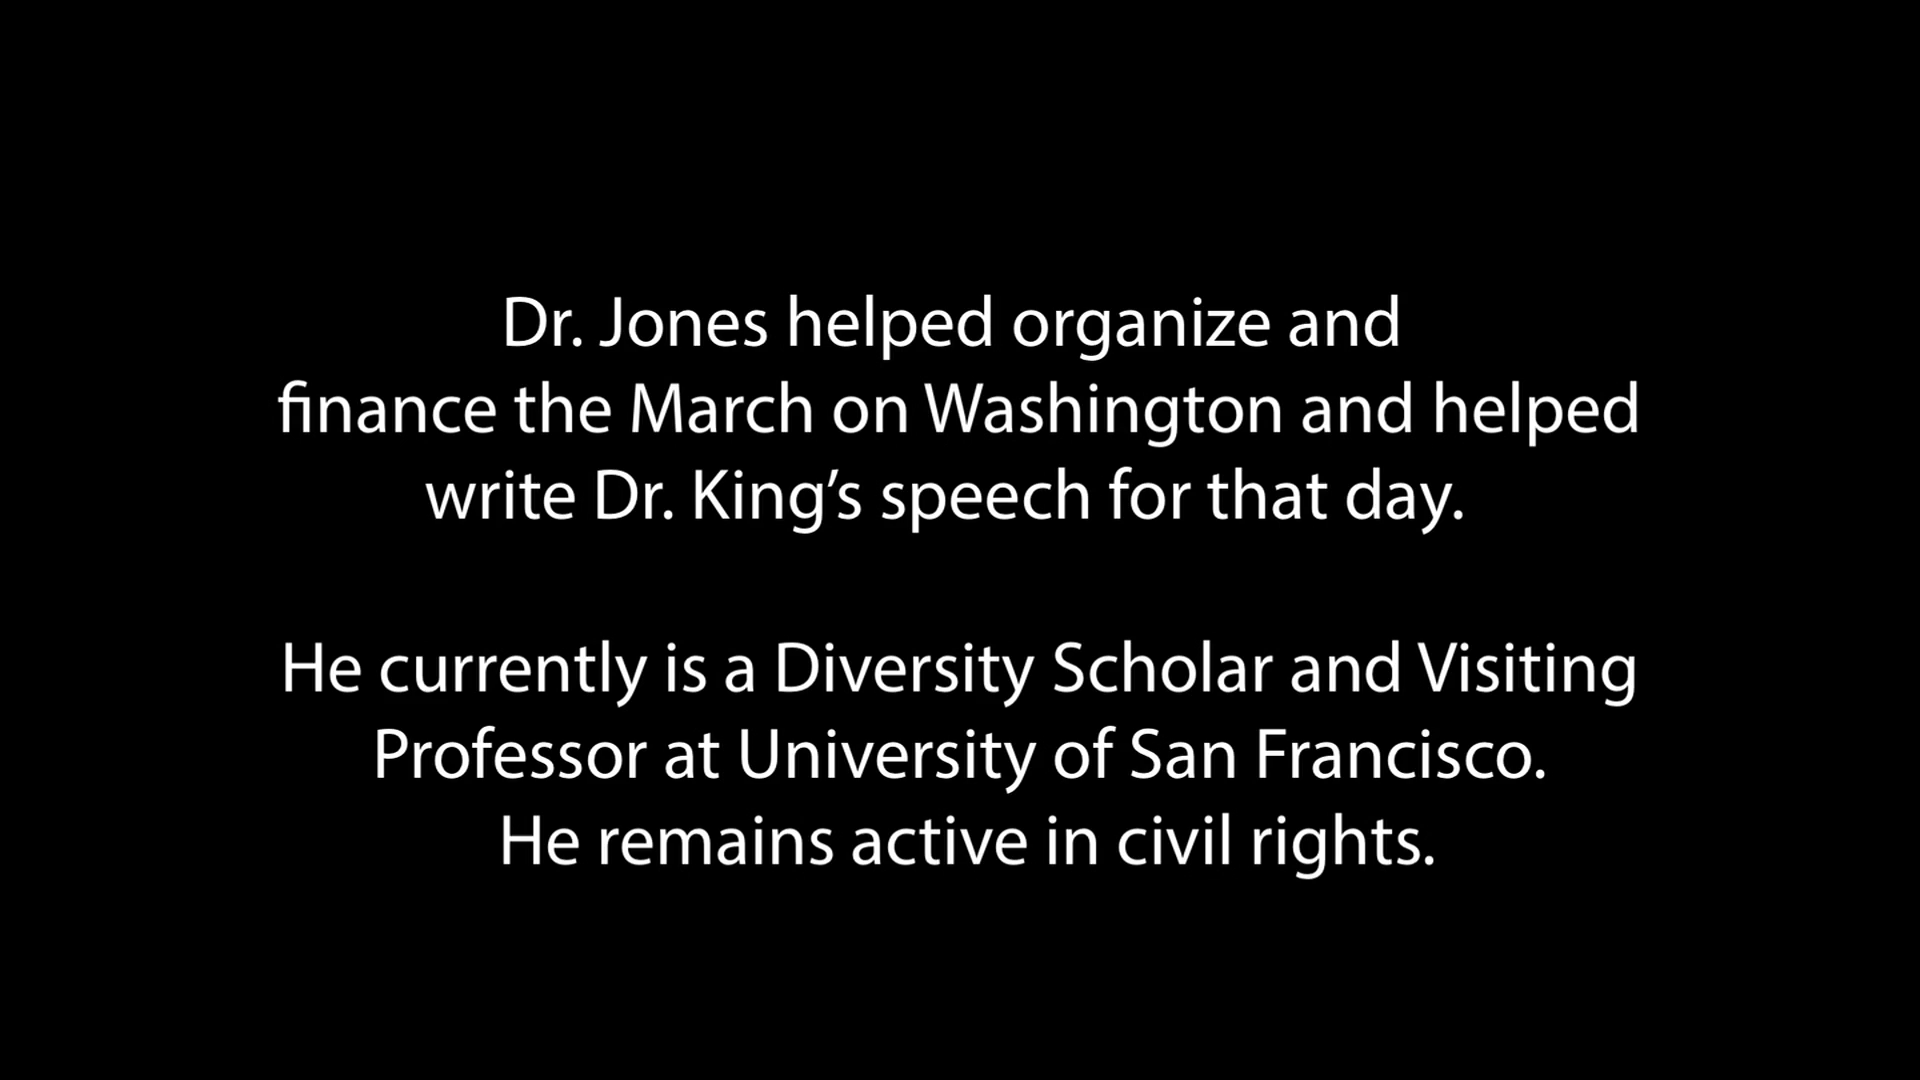 Dr. Jones helped organize and
finance the March on Washington and helped
write Dr. King’s speech for that day.
He currently is a Diversity Scholar and Visiting
Professor at University of San Francisco.
He remains active in civil rights.